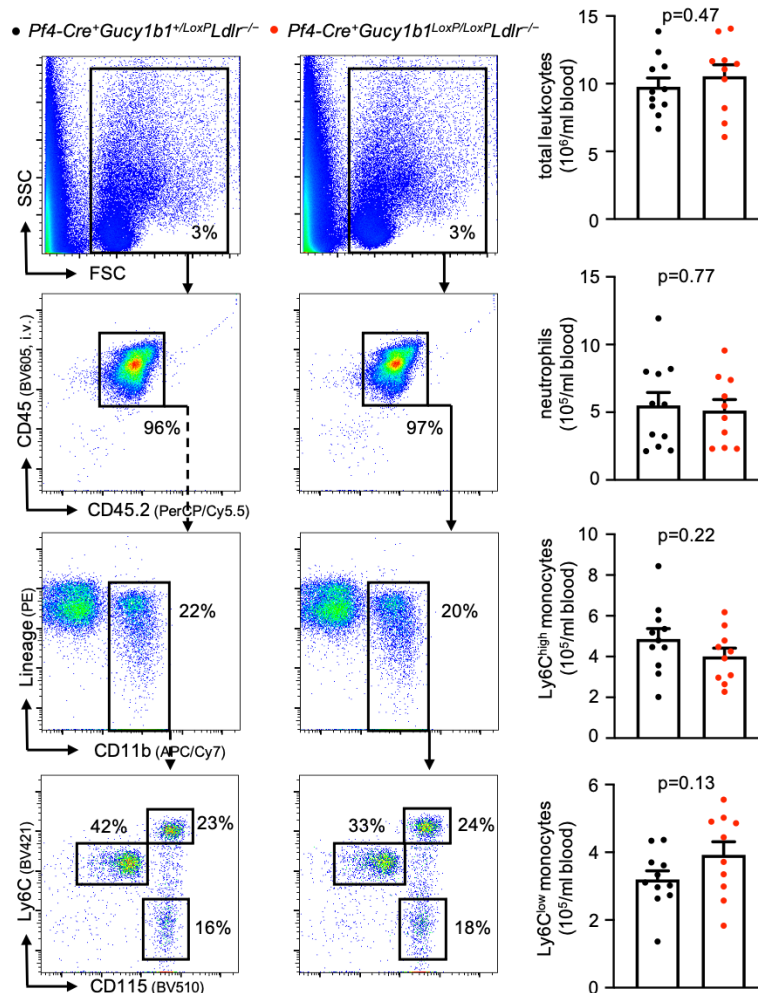 Pf4-Cre⁺Gucy1b1⁺/ᴸᵒˣᴾLdlr⁻/⁻
Pf4-Cre⁺Gucy1b1ᴸᵒˣᴾ/ᴸᵒˣᴾLdlr⁻/⁻
SSC
FSC
3%
3%
total leukocytes
(10⁶/ml blood)
15
10
5
0
p=0.47
CD45 (BV605, i.v.)
CD45.2 (PerCP/Cy5.5)
96%
97%
neutrophils
(10⁵/ml blood)
15
10
5
0
p=0.77
Lineage (PE)
CD11b (APC/Cy7)
22%
20%
Ly6Cʰⁱᵍʰ monocytes
(10⁵/ml blood)
10
8
6
4
2
0
p=0.22
Ly6C (BV421)
CD115 (BV510)
42%
23%
16%
33%
24%
18%
Ly6Cˡᵒʷ monocytes
(10⁵/ml blood)
6
4
2
0
p=0.13